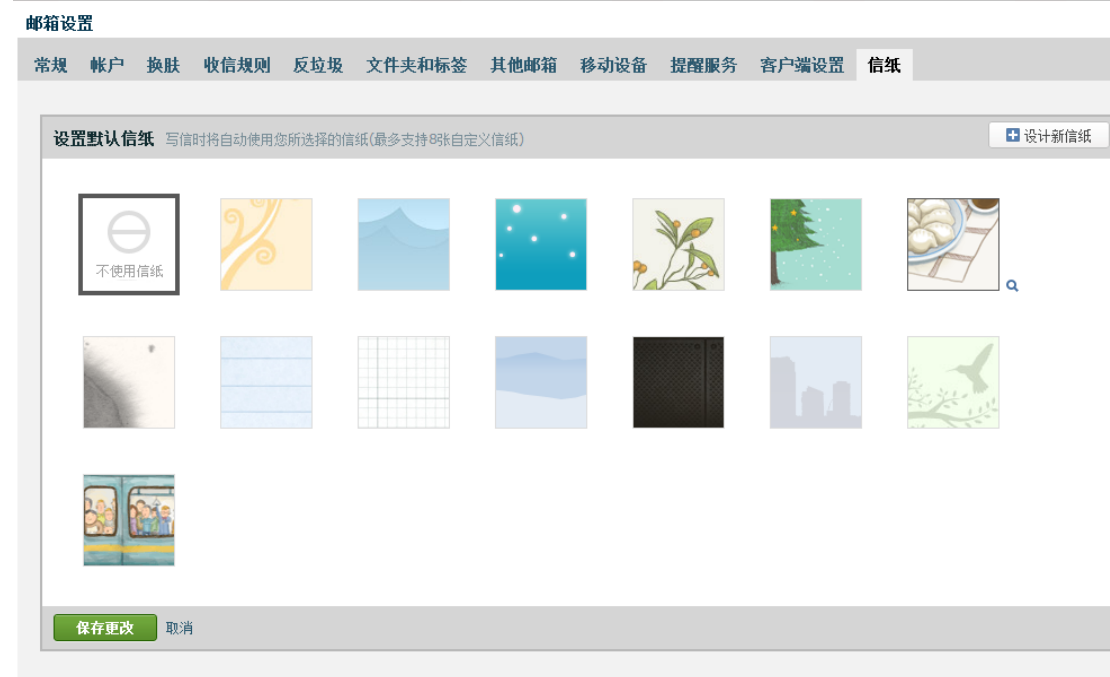 邮箱设置
常规 帐户 换肤 收信规则 反垃圾 文件夹和标签 其他邮箱 移动设备 提醒服务 客户端设置 信纸
设置默认信纸 写信时将自动使用您所选择的信纸(最多支持8张自定义信纸) 设计新信纸
不使用信纸
保存更改 取消